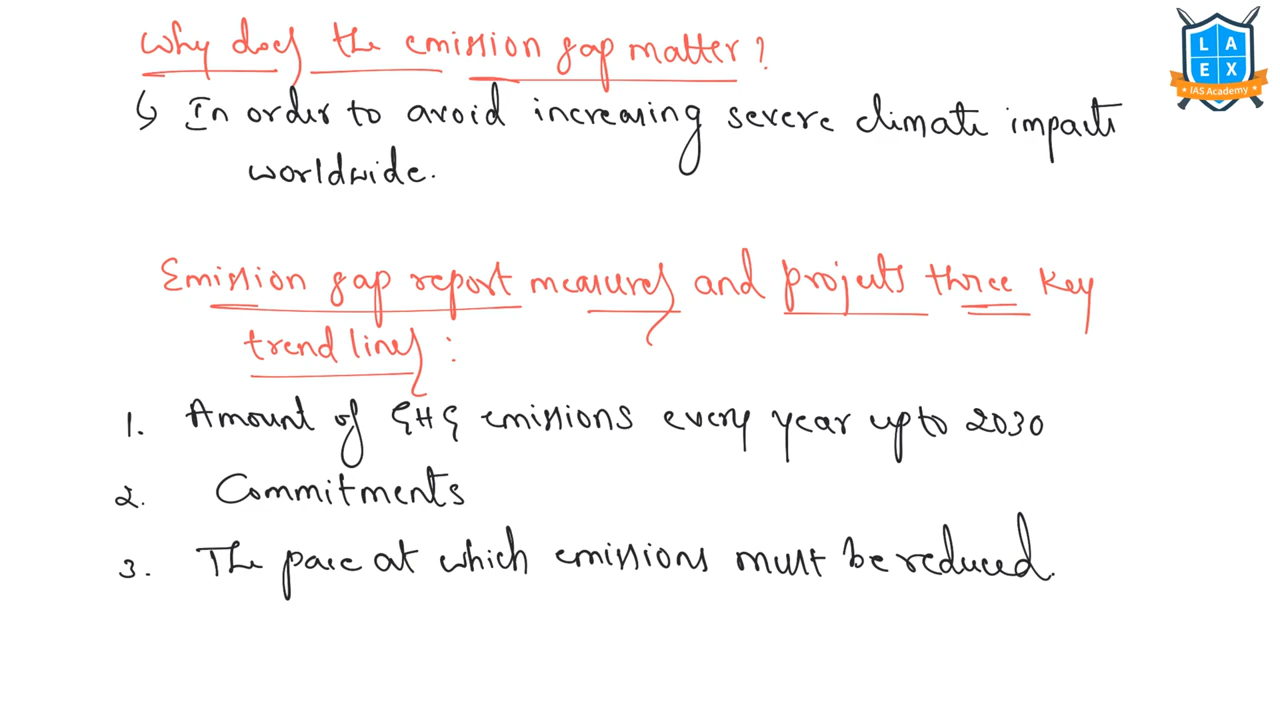 Why does the emission gap matter?
L A
E X
IAS Academy
↳ In order to avoid increasing severe climate impacts
worldwide.
Emission gap report measures and projects three key
trend lines:
1. Amount of GHG emissions every year up to 2030
2. Commitments
3. The pace at which emissions must be reduced.